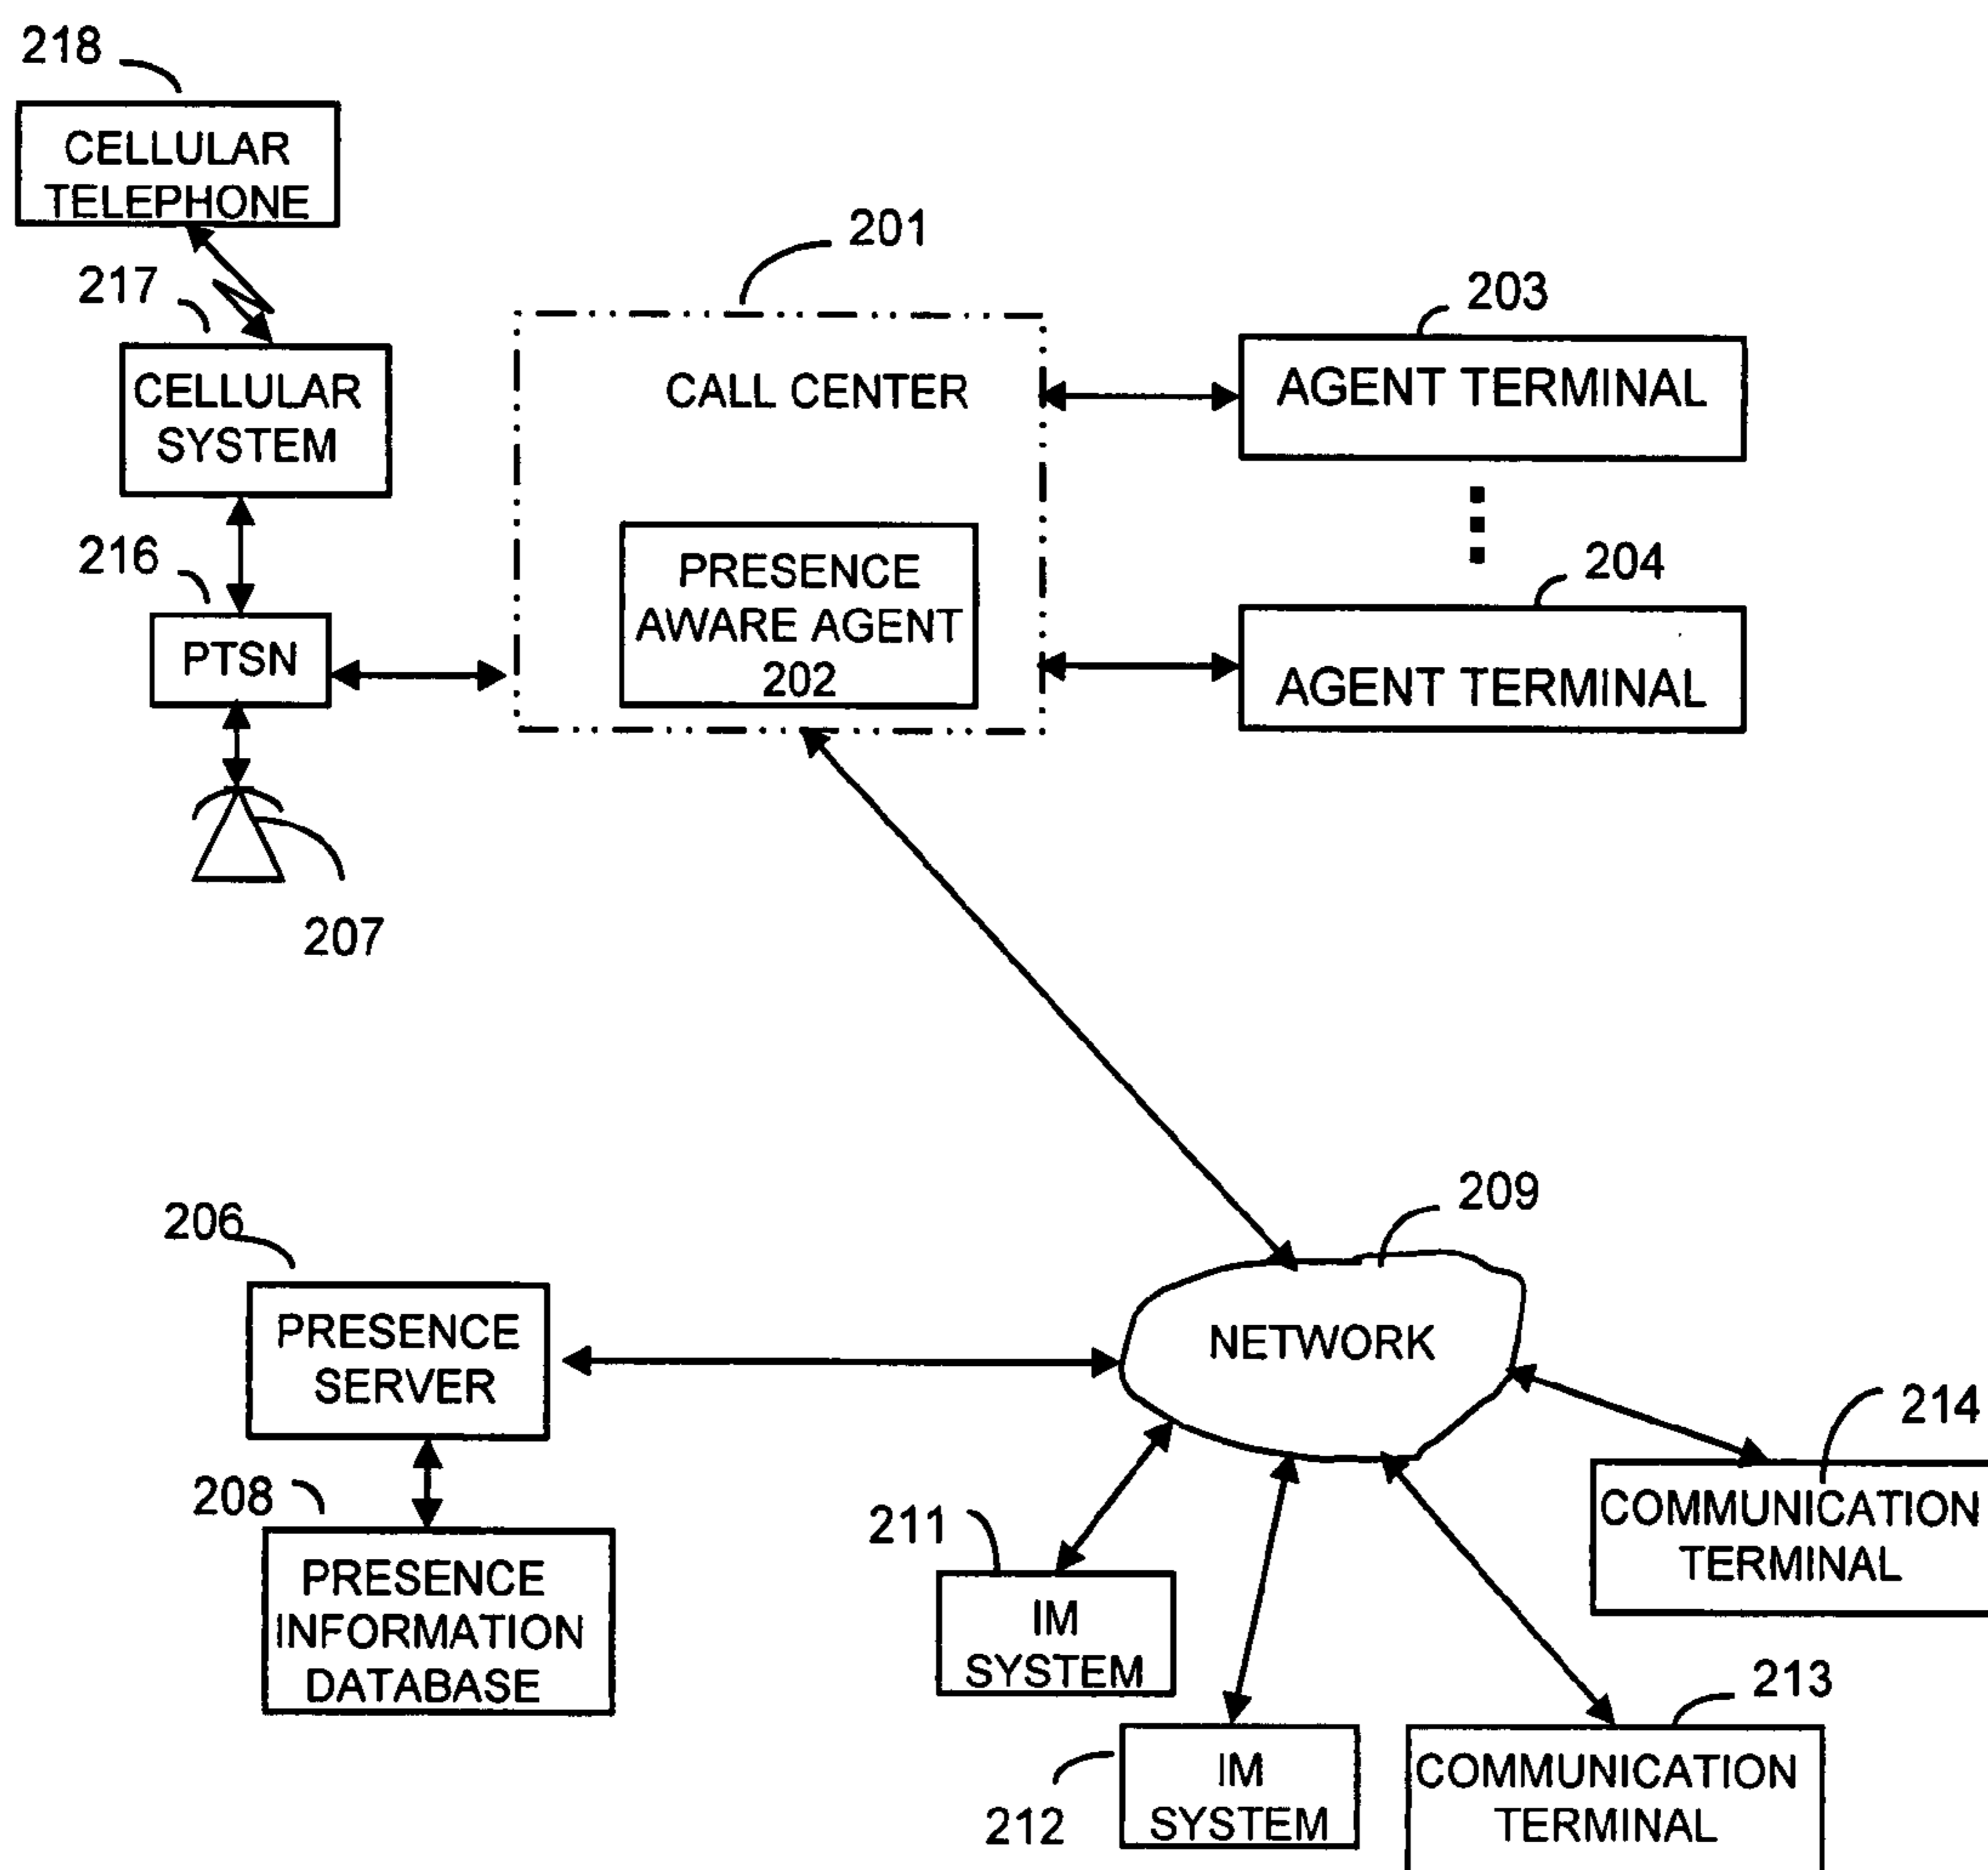 218
CELLULAR
TELEPHONE
217
CELLULAR
SYSTEM
216
PTSN
207
201
CALL CENTER
PRESENCE
AWARE AGENT
202
203
AGENT TERMINAL
204
AGENT TERMINAL
206
PRESENCE
SERVER
208
PRESENCE
INFORMATION
DATABASE
209
NETWORK
211
IM
SYSTEM
212
IM
SYSTEM
214
COMMUNICATION
TERMINAL
213
COMMUNICATION
TERMINAL